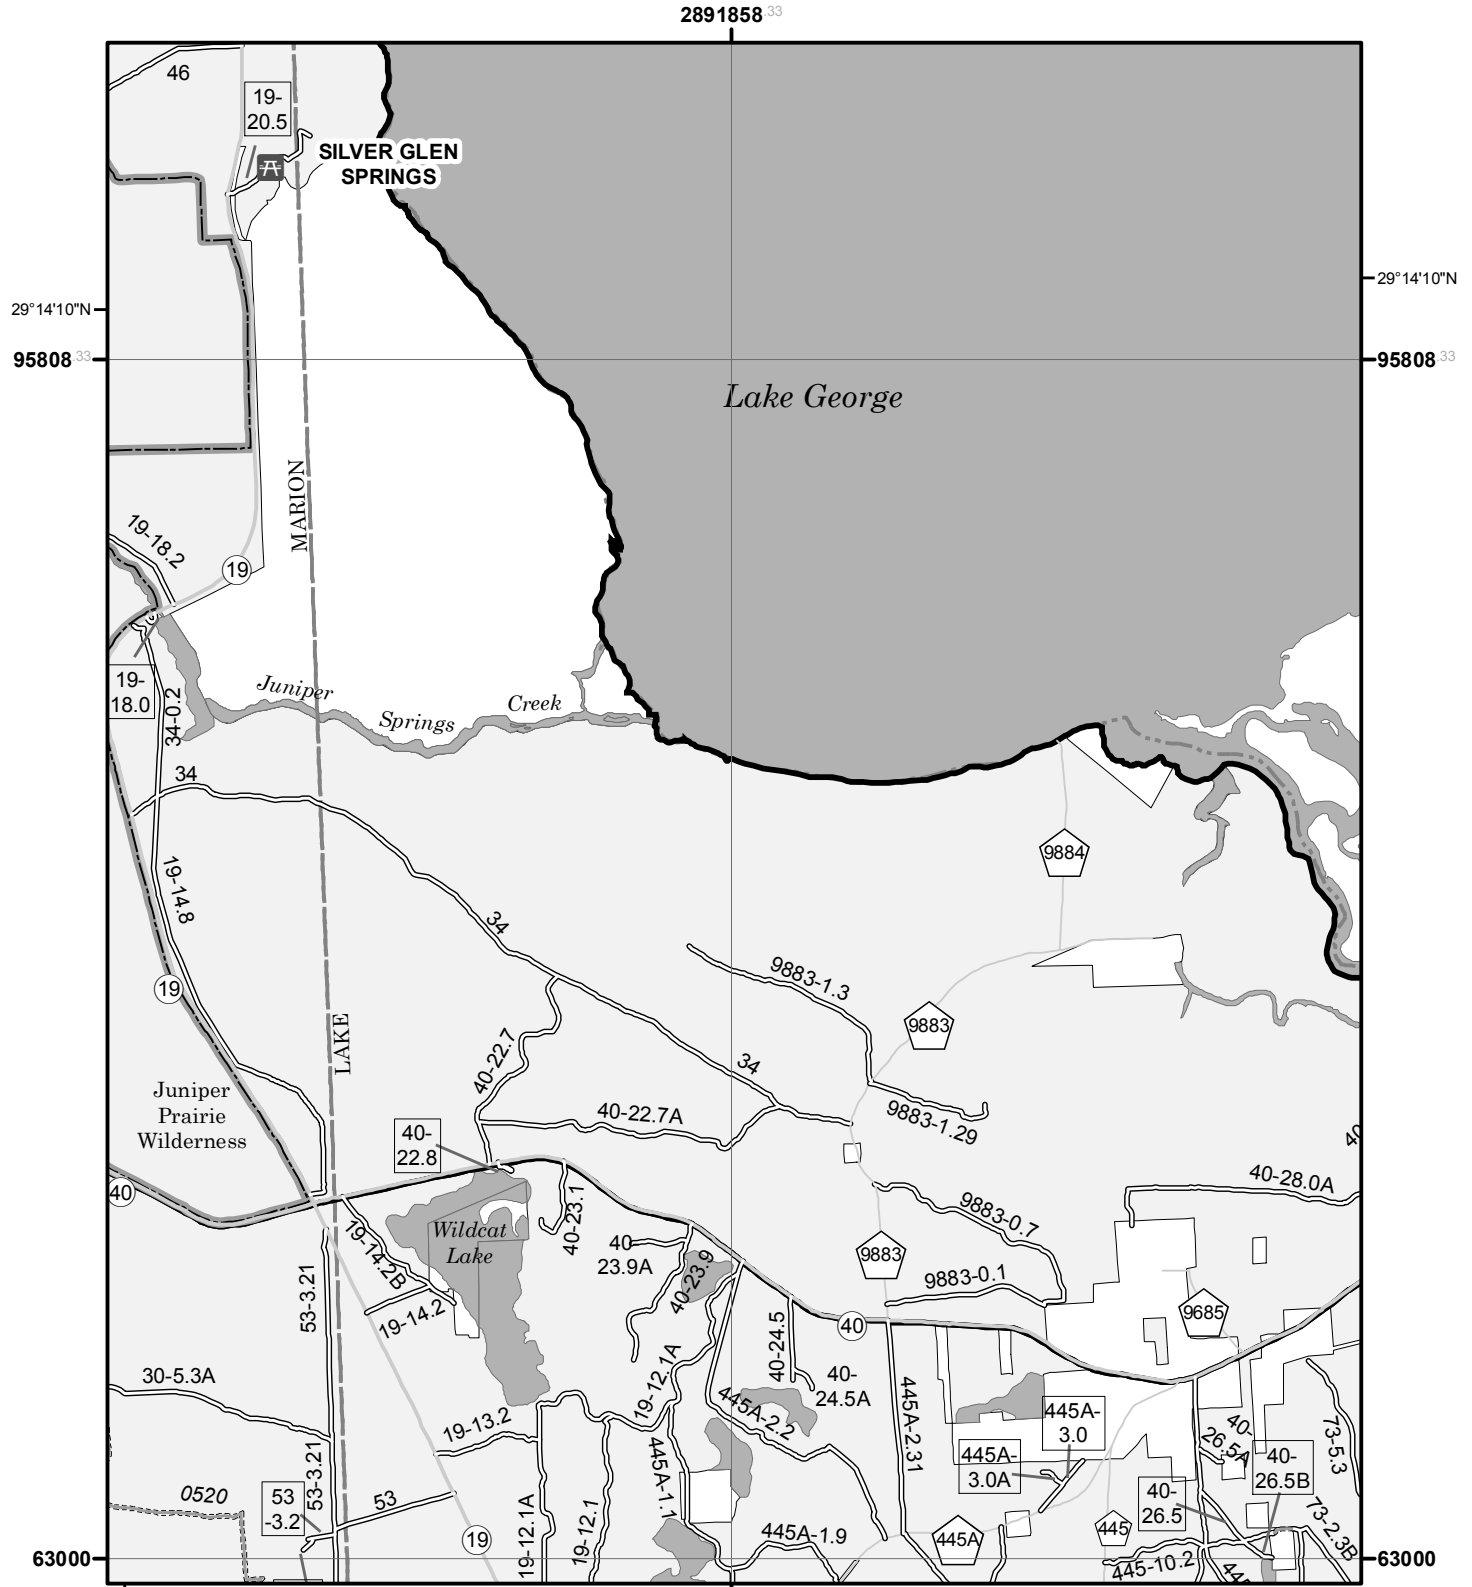 2891858.33
46
19-
20.5
SILVER GLEN
SPRINGS
29°14'10"N
29°14'10"N
95808.33
95808.33
Lake George
MARION
19-18.2
19
19-
18.0
34-0.2
Juniper
Springs
Creek
34
9884
19-14.8
34
9883-1.3
19
9883
LAKE
40-22.7
34
Juniper
Prairie
Wilderness
40-22.7A
9883-1.29
40-
22.8
40
40-28.0A
40
40-23.1
9883-0.7
Wildcat
Lake
19-14.2B
40
23.9A
40-23.9
9883
9883-0.1
53-3.21
19-14.2
9685
40
40-24.5
30-5.3A
19-12.1A
40-
24.5A
445A-2.2
445A-2.31
445A-
3.0
19-13.2
40-
26.5A
73-5.3
445A-
3.0A
40-
26.5B
53-3.21
445A-1.1
0520
53
-3.2
53
40-
26.5
19
19-12.1A
19-12.1
445A-1.9
445A
445
73-2.3B
63000
445-10.2
63000